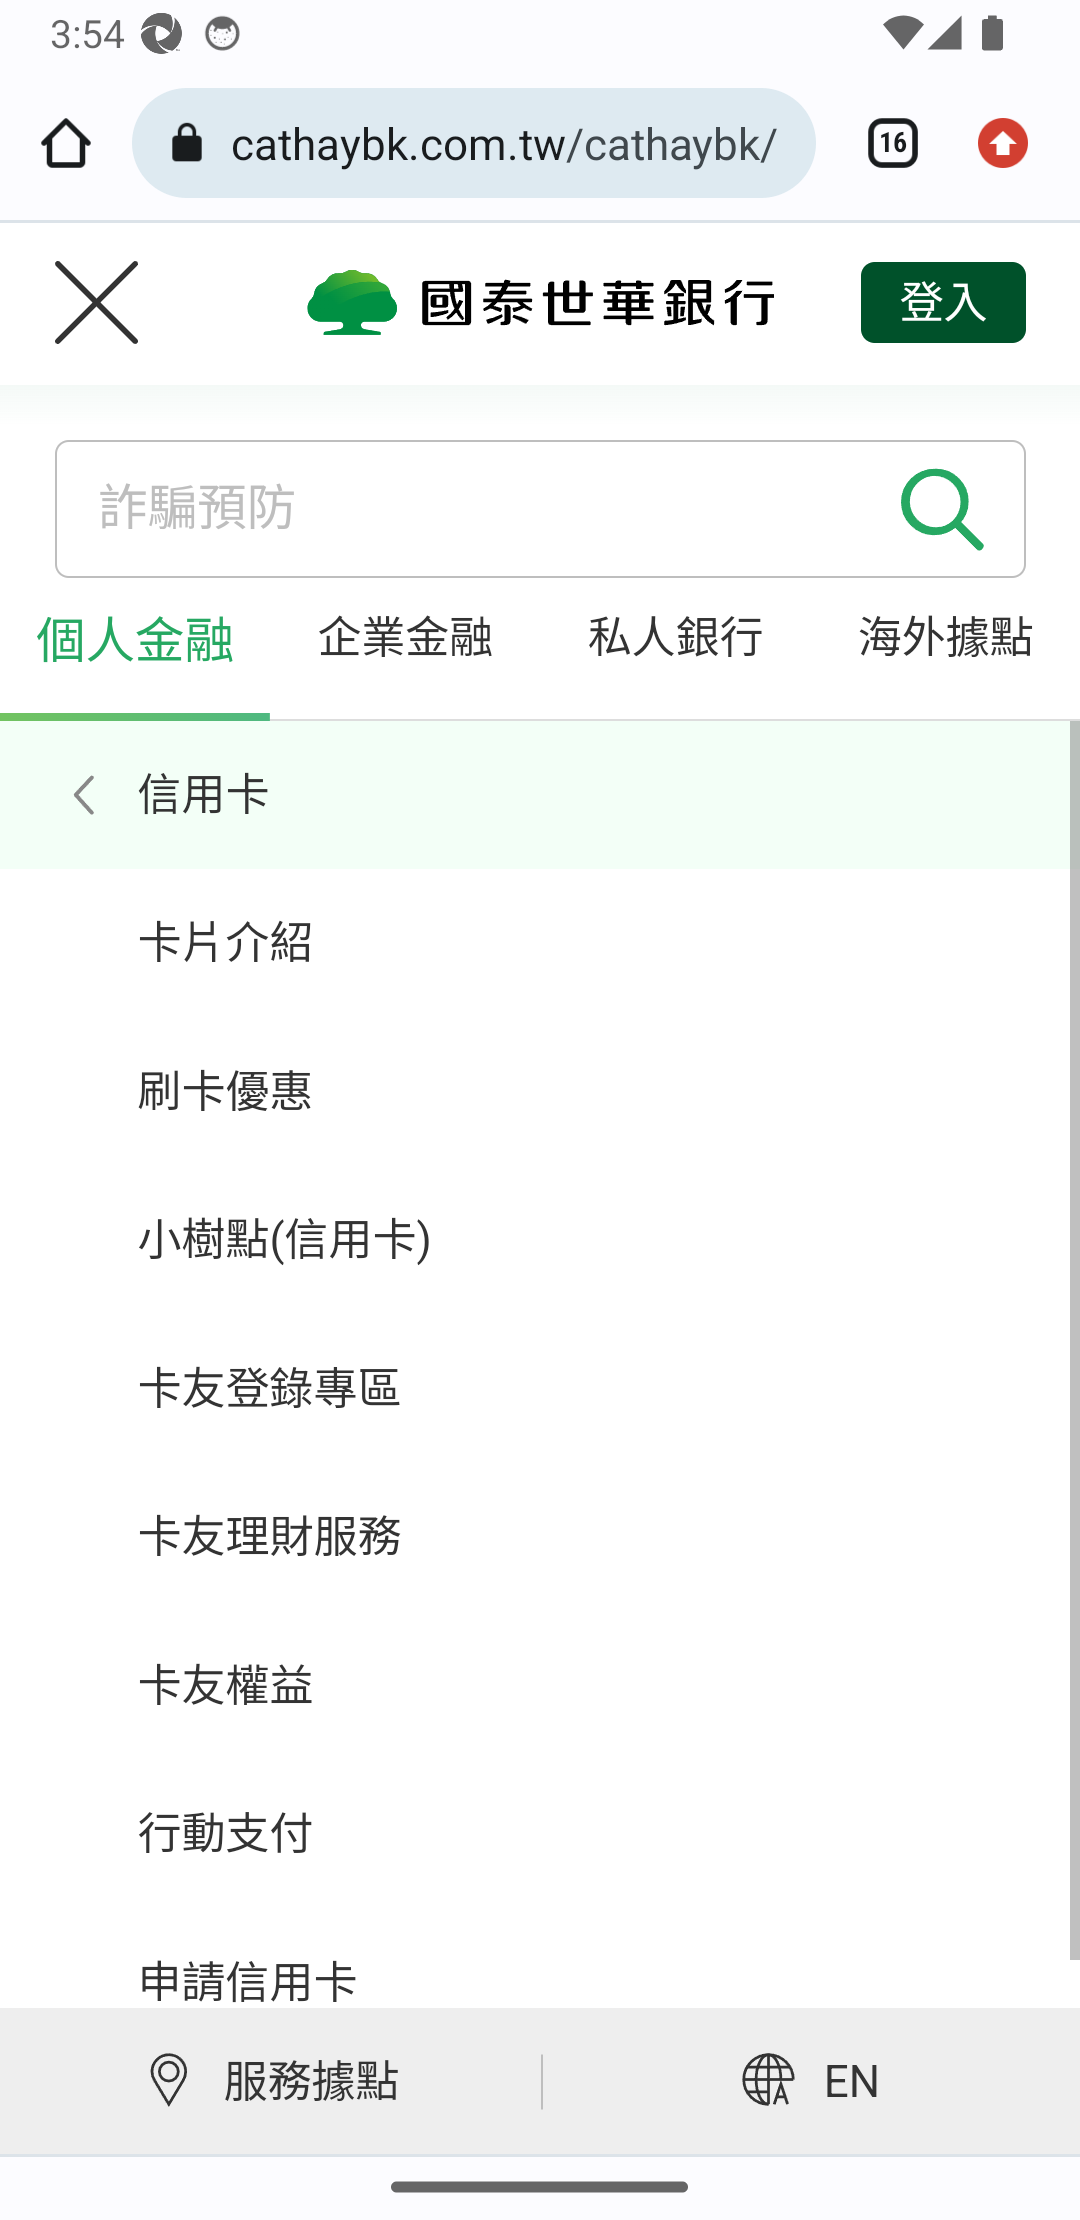 3:54
cathaybk.com.tw/cathaybk/
16
國泰世華銀行
登入
詐騙預防
個人金融
企業金融
私人銀行
海外據點
信用卡
卡片介紹
刷卡優惠
小樹點(信用卡)
卡友登錄專區
卡友理財服務
卡友權益
行動支付
申請信用卡
服務據點
EN